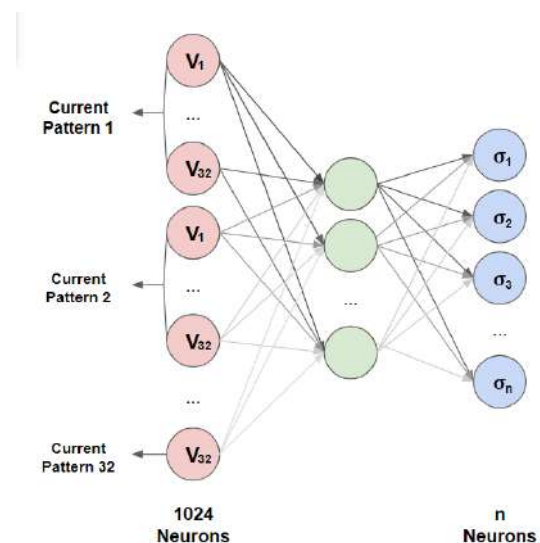 V1
Current
Pattern 1
...
V32
V1
Current
Pattern 2
...
V32
...
Current
Pattern 32
V32
1024
Neurons
...
σ1
σ2
σ3
...
σn
n
Neurons